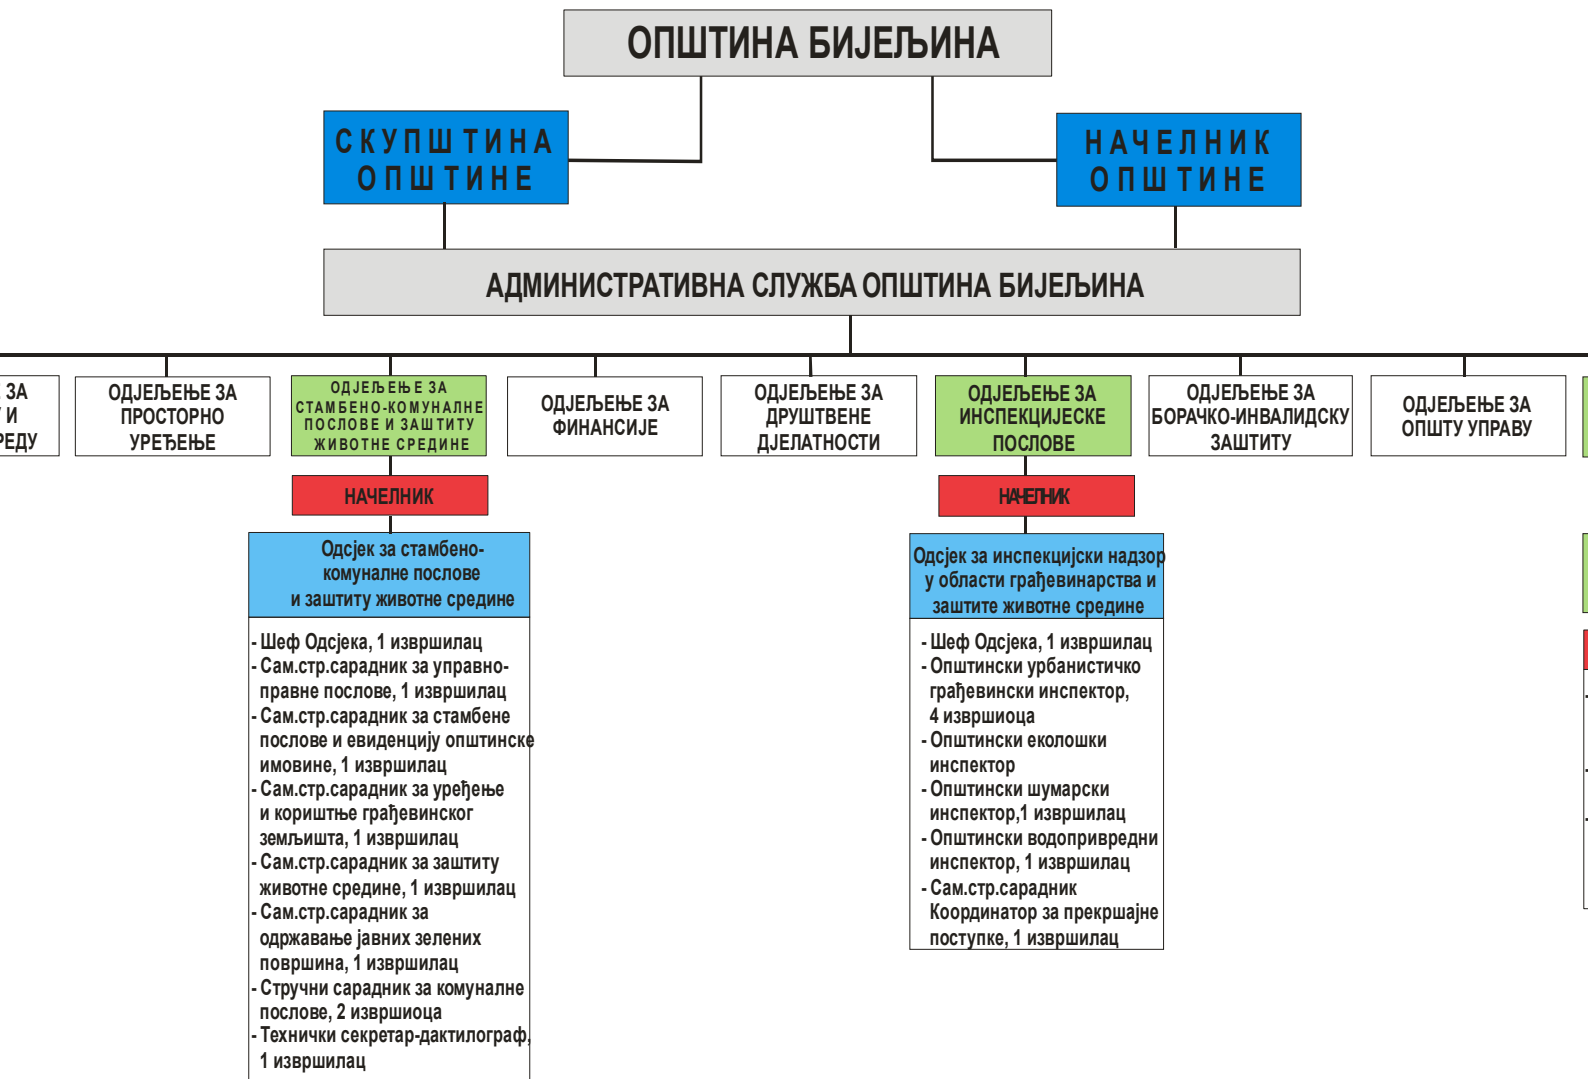 ОПШТИНА БИЈЕЉИНА
СКУПШТИНА
ОПШТИНЕ
НАЧЕЛНИК
ОПШТИНЕ
АДМИНИСТРАТИВНА СЛУЖБА ОПШТИНА БИЈЕЉИНА
ЗА
И
РЕДУ
ОДЈЕЉЕЊЕ ЗА
ПРОСТОРНО
УРЕЂЕЊЕ
ОДЈЕЉЕЊЕ ЗА
СТАМБЕНО-КОМУНАЛНЕ
ПОСЛОВЕ И ЗАШТИТУ
ЖИВОТНЕ СРЕДИНЕ
ОДЈЕЉЕЊЕ ЗА
ФИНАНСИЈЕ
ОДЈЕЉЕЊЕ ЗА
ДРУШТВЕНЕ
ДЈЕЛАТНОСТИ
ОДЈЕЉЕЊЕ ЗА
ИНСПЕКЦИЈЕСКЕ
ПОСЛОВЕ
ОДЈЕЉЕЊЕ ЗА
БОРАЧКО-ИНВАЛИДСКУ
ЗАШТИТУ
ОДЈЕЉЕЊЕ ЗА
ОПШТУ УПРАВУ
НАЧЕЛНИК
Одсјек за стамбено-
комуналне послове
и заштиту животне средине
- Шеф Одсјека, 1 извршилац
- Сам.стр.сарадник за управно-
правне послове, 1 извршилац
- Сам.стр.сарадник за стамбене
послове и евиденцију општинске
имовине, 1 извршилац
- Сам.стр.сарадник за уређење
и кориштње грађевинског
земљишта, 1 извршилац
- Сам.стр.сарадник за заштиту
животне средине, 1 извршилац
- Сам.стр.сарадник за
одржавање јавних зелених
површина, 1 извршилац
- Стручни сарадник за комуналне
послове, 2 извршиоца
- Технички секретар-дактилограф,
1 извршилац
НАЧЕЛНИК
Одсјек за инспекцијски надзор
у области грађевинарства и
заштите животне средине
- Шеф Одсјека, 1 извршилац
- Општински урбанистичко
грађевински инспектор,
4 извршиоца
- Општински еколошки
инспектор
- Општински шумарски
инспектор,1 извршилац
- Општински водопривредни
инспектор, 1 извршилац
- Сам.стр.сарадник
Координатор за прекршајне
поступке, 1 извршилац